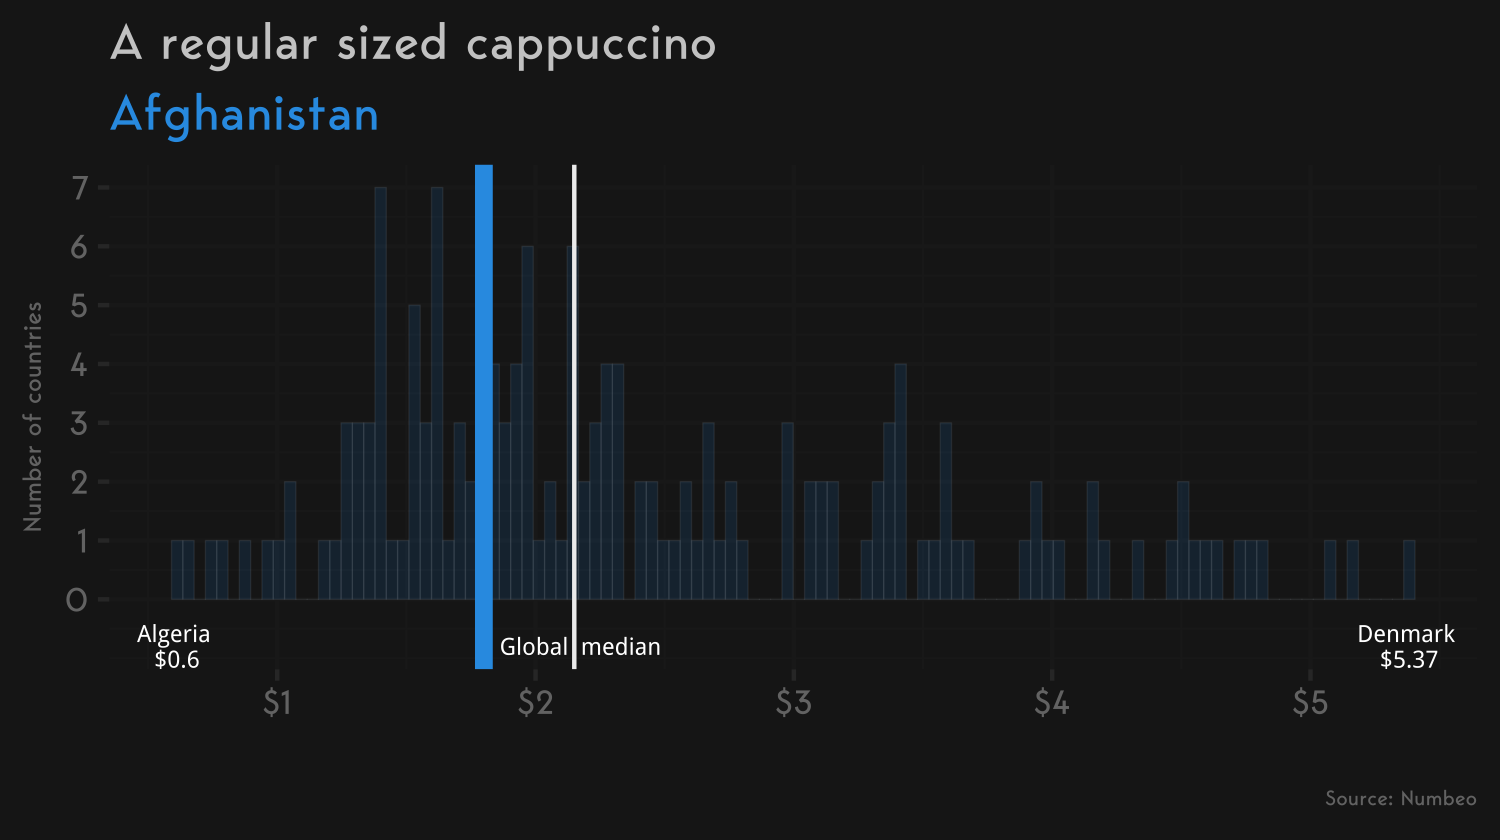 A regular sized cappuccino
Afghanistan
Number of countries
7
6
5
4
3
2
1
0
Algeria
$0.6
Global median
Denmark
$5.37
$1 $2 $3 $4 $5
Source: Numbeo